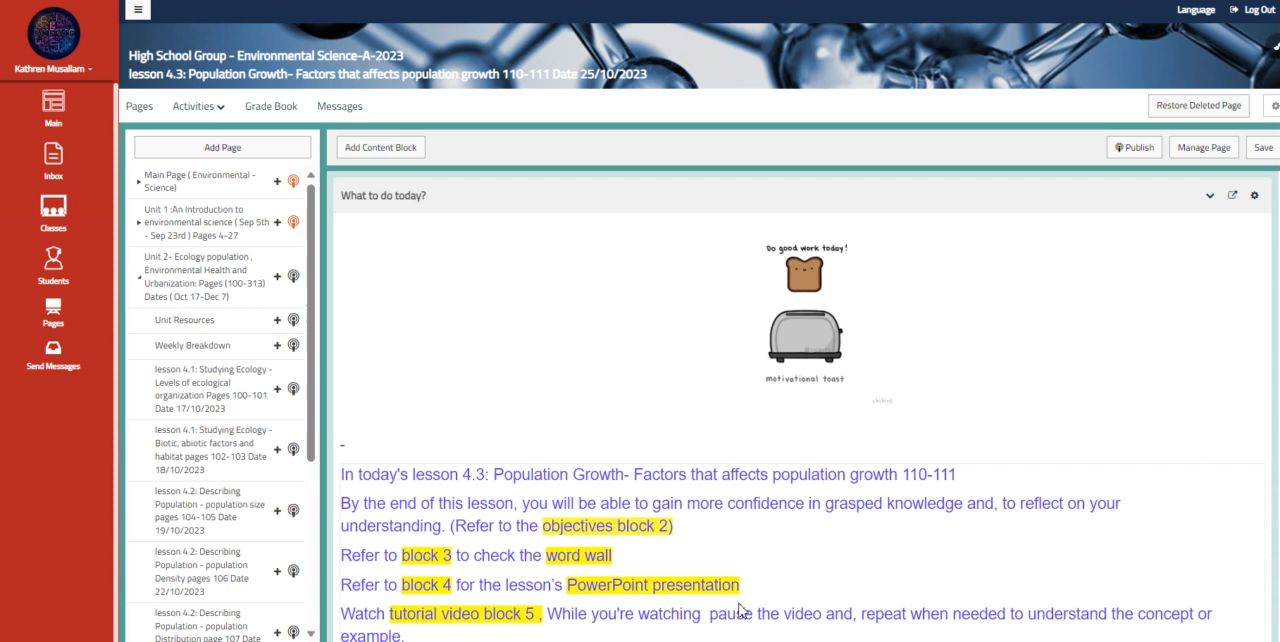 Language
Log Out
Kathren Musallam
High School Group - Environmental Science-A-2023
lesson 4.3: Population Growth- Factors that affects population growth 110-111 Date 25/10/2023
Pages
Activities
Grade Book
Messages
Restore Deleted Page
Main
Inbox
Classes
Students
Pages
Send Messages
Add Page
Main Page ( Environmental -
Science)
Unit 1 :An Introduction to
environmental science ( Sep 5th
- Sep 23rd ) Pages 4-27
Unit 2- Ecology population ,
Environmental Health and
Urbanization: Pages (100-313)
Dates ( Oct 17-Dec 7)
Unit Resources
Weekly Breakdown
lesson 4.1: Studying Ecology -
Levels of ecological
organization Pages 100-101
Date 17/10/2023
lesson 4.1: Studying Ecology -
Biotic, abiotic factors and
habitat pages 102-103 Date
18/10/2023
lesson 4.2: Describing
Population - population size
pages 104-105 Date
19/10/2023
lesson 4.2: Describing
Population - population
Density pages 106 Date
22/10/2023
lesson 4.2: Describing
Population - population
Distribution page 107 Date
Add Content Block
Publish
Manage Page
Save
What to do today?
Do good work today!
motivational toast
chibird
-
In today's lesson 4.3: Population Growth- Factors that affects population growth 110-111
By the end of this lesson, you will be able to gain more confidence in grasped knowledge and, to reflect on your
understanding. (Refer to the objectives block 2)
Refer to block 3 to check the word wall
Refer to block 4 for the lesson's PowerPoint presentation
Watch tutorial video block 5 , While you're watching pause the video and, repeat when needed to understand the concept or
example.